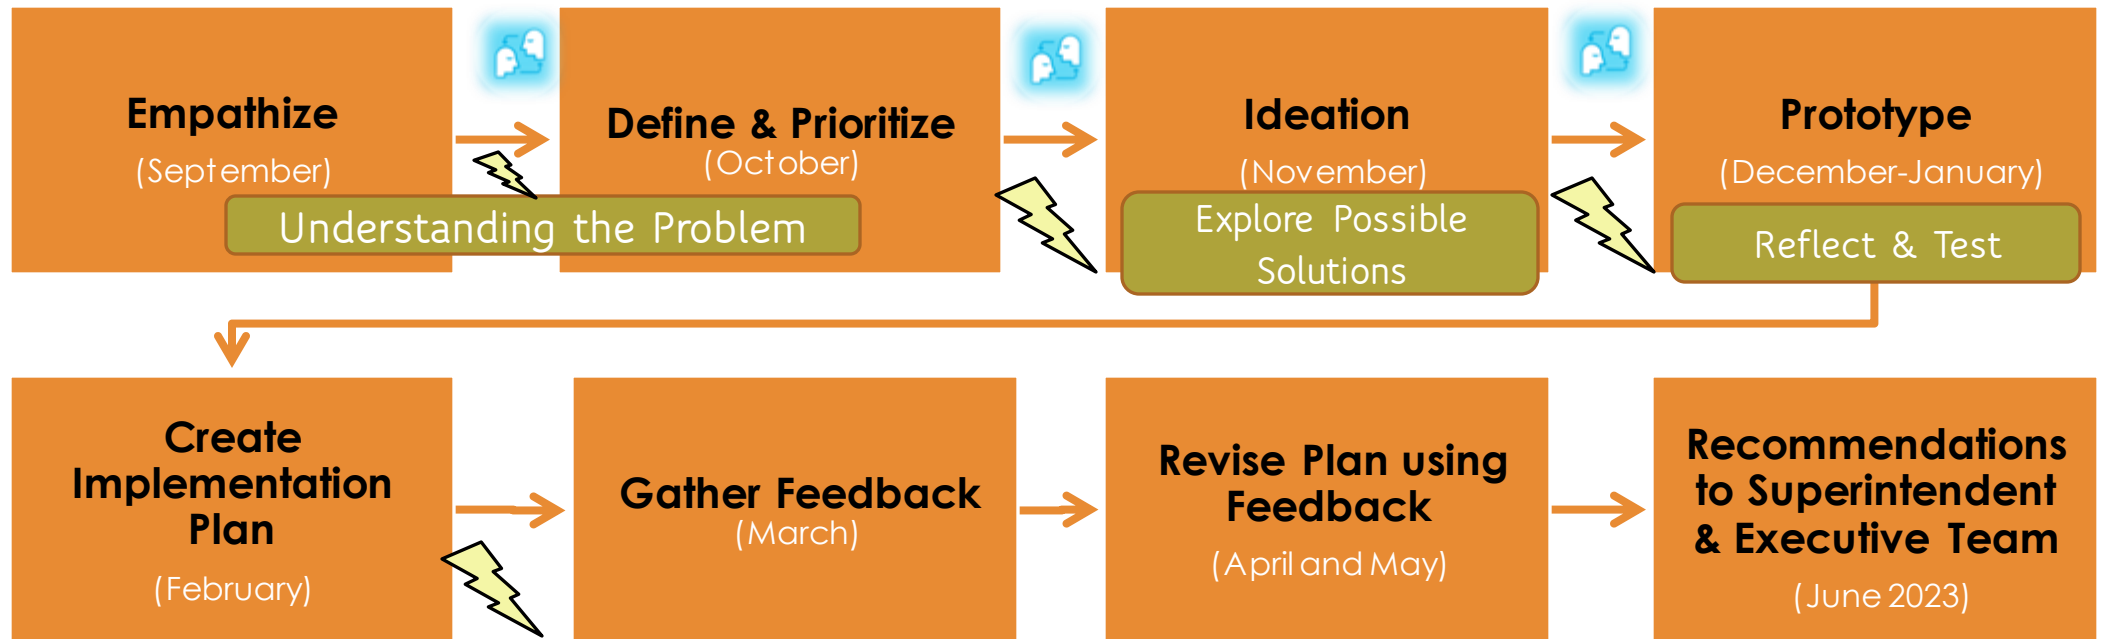 Empathize
(September)
Define & Prioritize
(October)
Understanding the Problem
Ideation
(November)
Explore Possible
Solutions
Prototype
(December-January)
Reflect & Test
Create
Implementation
Plan
(February)
Gather Feedback
(March)
Revise Plan using
Feedback
(April and May)
Recommendations
to Superintendent
& Executive Team
(June 2023)